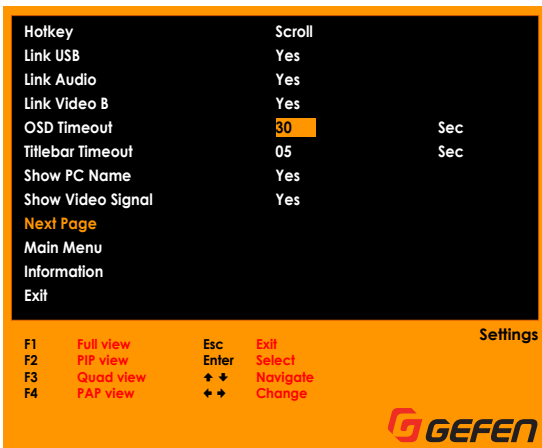 Hotkey Scroll
Link USB Yes
Link Audio Yes
Link Video B Yes
OSD Timeout 30 Sec
Titlebar Timeout 05 Sec
Show PC Name Yes
Show Video Signal Yes
Next Page
Main Menu
Information
Exit
Settings
F1 Full view Esc Exit
F2 PIP view Enter Select
F3 Quad view ↑ ↓ Navigate
F4 PAP view ← → Change
GEFEN